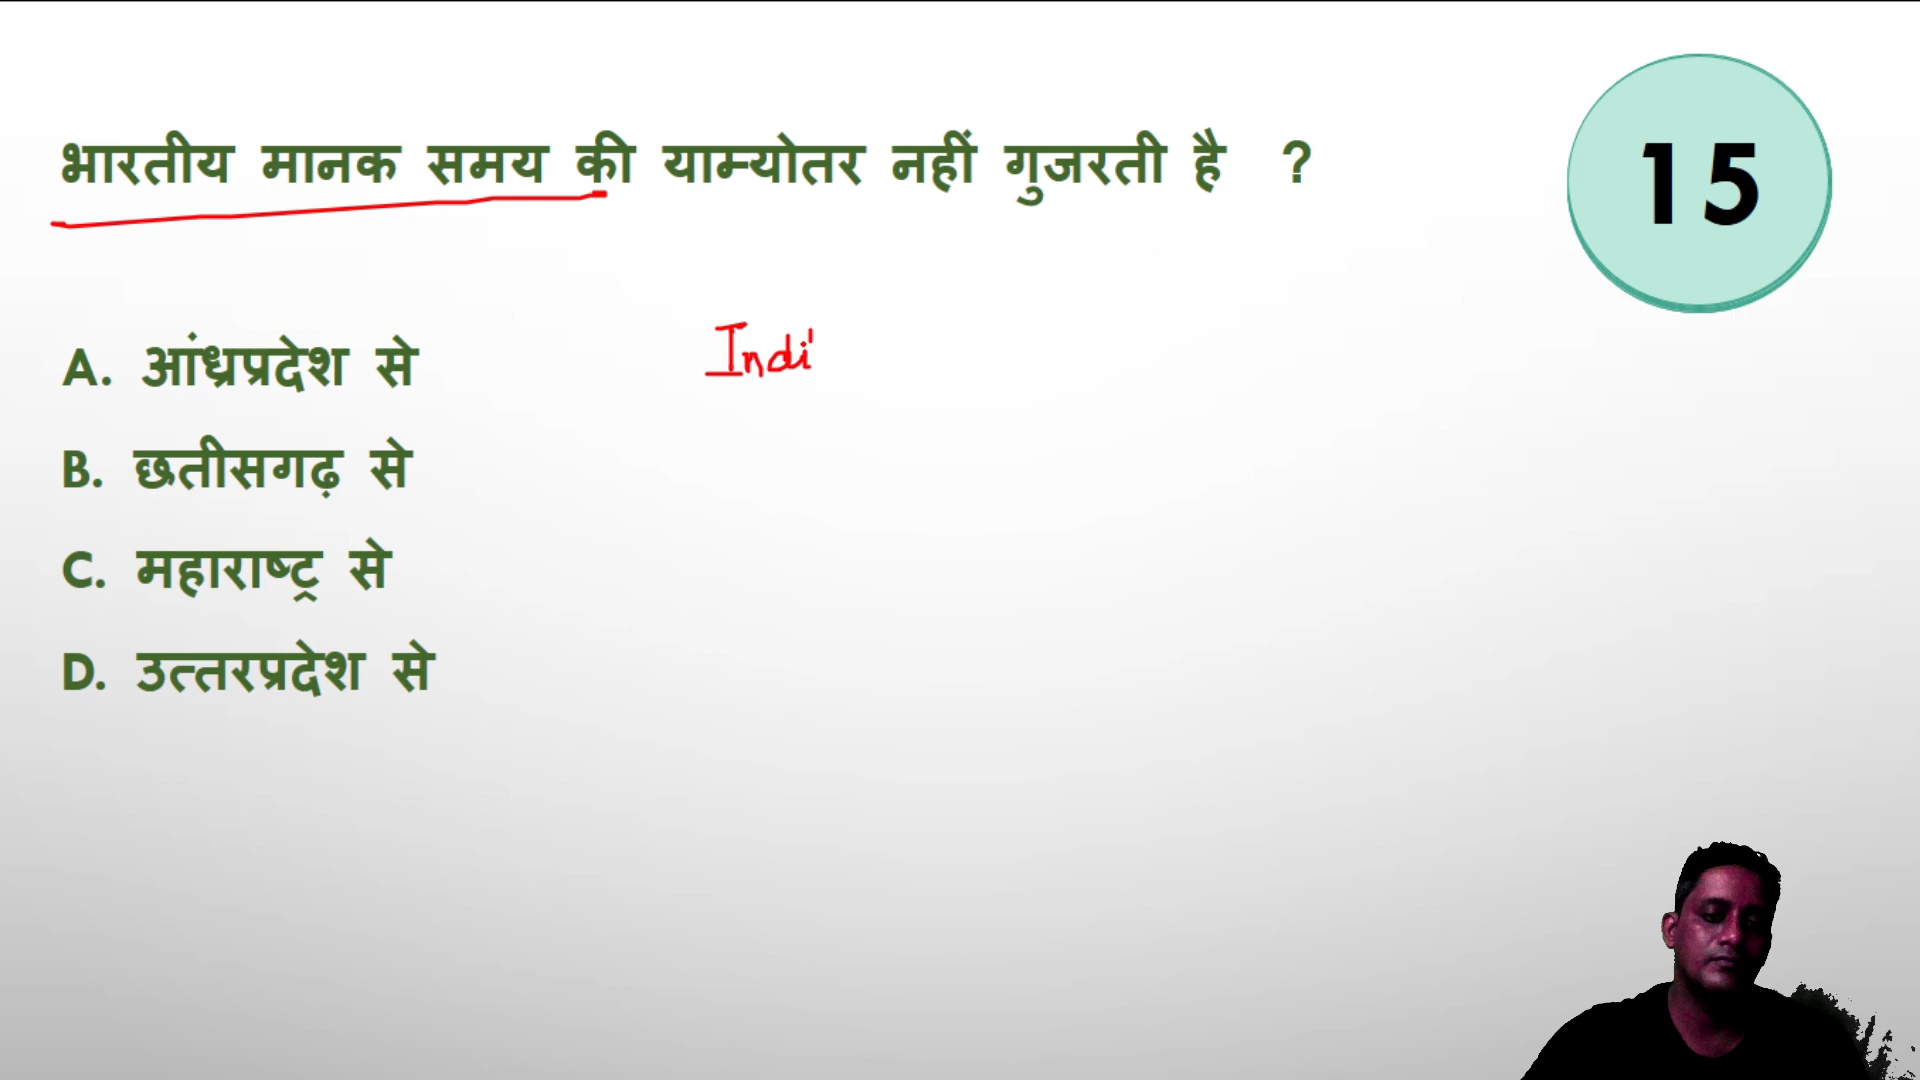 भारतीय मानक समय की याम्योतर नहीं गुजरती है ?
15
A. आंध्रप्रदेश से
Indi
B. छतीसगढ़ से
C. महाराष्ट्र से
D. उत्तरप्रदेश से